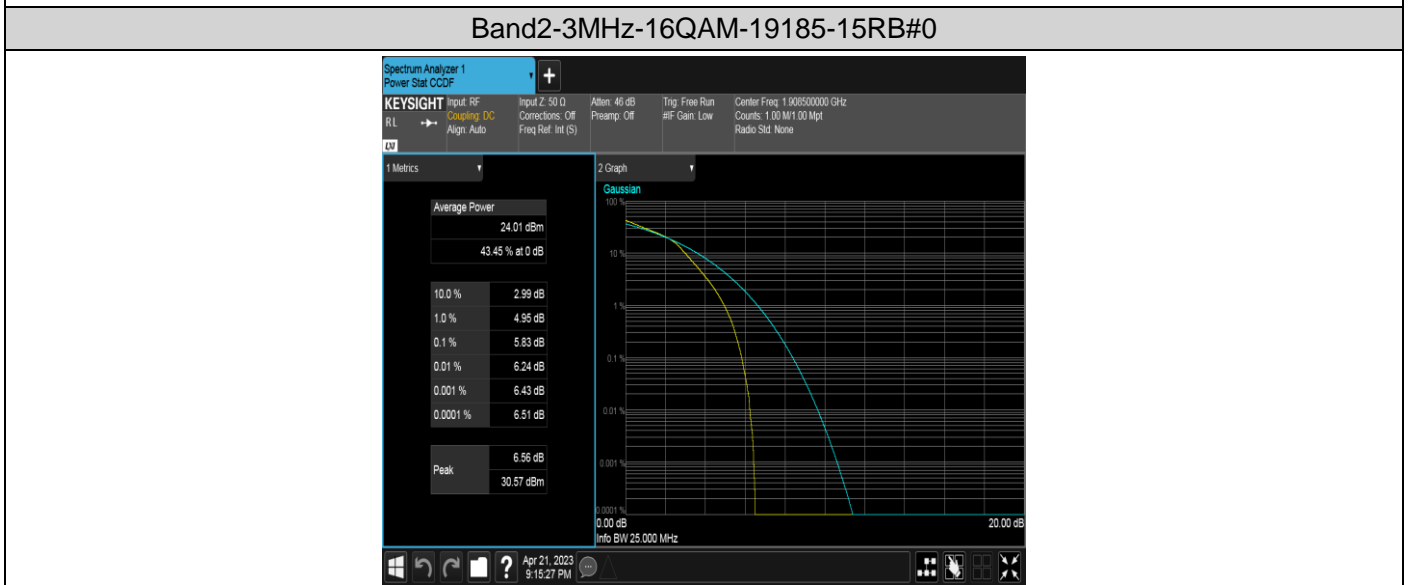 Band2-3MHz-16QAM-19185-15RB#0
Spectrum Analyzer 1
Power Stat CCDF
+
KEYSIGHT Input: RF Input Z: 50 Ω Atten: 46 dB Trig: Free Run Center Freq: 1.908500000 GHz
RL Coupling: DC Corrections: Off Preamp: Off #IF Gain: Low Counts: 1.00 M/1.00 Mpt
Align: Auto Freq Ref: Int (S) Radio Std: None
LXI
1 Metrics
Average Power
24.01 dBm
43.45 % at 0 dB
10.0 % 2.99 dB
1.0 % 4.95 dB
0.1 % 5.83 dB
0.01 % 6.24 dB
0.001 % 6.43 dB
0.0001 % 6.51 dB
Peak 6.56 dB
30.57 dBm
2 Graph
Gaussian
100 %
10 %
1 %
0.1 %
0.01 %
0.001 %
0.0001 %
0.00 dB 20.00 dB
Info BW 25.000 MHz
? Apr 21, 2023
9:15:27 PM